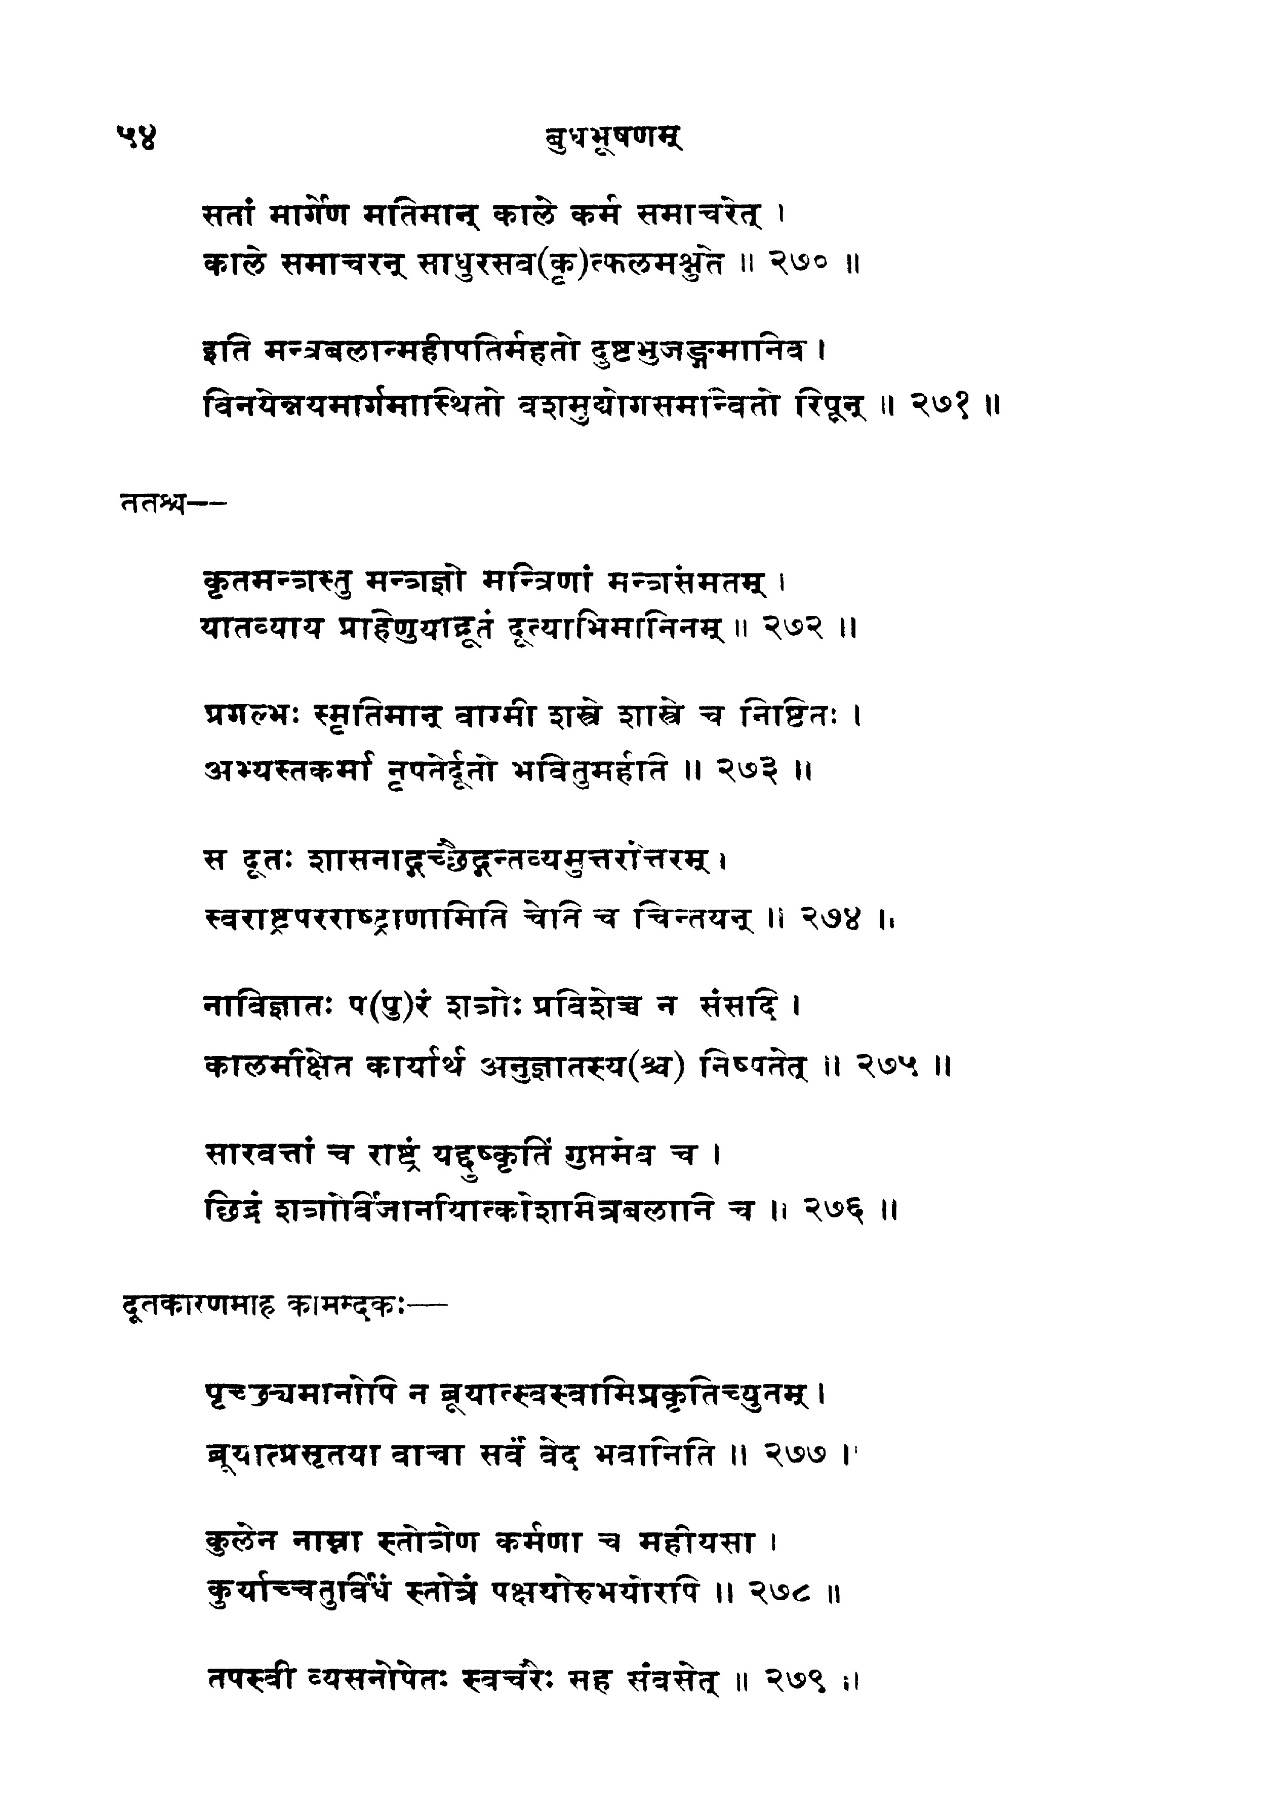 ५४ बुधभूषणम्
सतां मार्गेण मतिमान् काले कर्म समाचरेत् ।
काले समाचरन् साधुरसव(कृ)त्फलमश्नुते ॥ २७० ॥
इति मन्त्रबलान्महीपतिर्महतो दुष्टभुजङ्गमानिव ।
विनयेन्नयमार्गमास्थितो वशमुद्योगसमन्वितो रिपून् ॥ २७१ ॥
ततश्च--
कृतमन्त्रस्तु मन्त्रज्ञो मन्त्रिणां मन्त्रसंमतम् ।
यातव्याय प्राहिणुयाद्दूतं दूत्याभिमानिनम् ॥ २७२ ॥
प्रगल्भः स्मृतिमान् वाग्मी शस्त्रे शास्त्रे च निष्ठितः ।
अभ्यस्तकर्मा नृपतेर्दूतो भवितुमर्हति ॥ २७३ ॥
स दूतः शासनाद्गच्छेद्गन्तव्यमुत्तरोत्तरम् ।
स्वराष्ट्रपरराष्ट्राणामिति चेति च चिन्तयन् ॥ २७४ ॥
नाविज्ञातः प(पु)रं शत्रोः प्रविशेच्च न संसदि ।
कालमीक्षेत कार्यार्थ अनुज्ञातस्य(श्च) निष्पतेत् ॥ २७५ ॥
सारवत्तां च राष्ट्रं यद्दुष्कृतिं गुप्तमेव च ।
छिद्रं शत्रोर्विजानीयात्कोशमित्रबलानि च ॥ २७६ ॥
दूतकारणमाह कामन्दकः—
पृच्छ्यमानोपि न ब्रूयात्स्वस्वामिप्रकृतिच्युतम् ।
ब्रूयात्प्रसृतया वाचा सर्वं वेद भवानिति ॥ २७७ ॥
कुलेन नाम्ना स्तोत्रेण कर्मणा च महीयसा ।
कुर्याच्चतुर्विधं स्तोत्रं पक्षयोरुभयोरपि ॥ २७८ ॥
तपस्वी व्यसनोपेतः स्वचरैः सह संवसेत् ॥ २७९ ॥